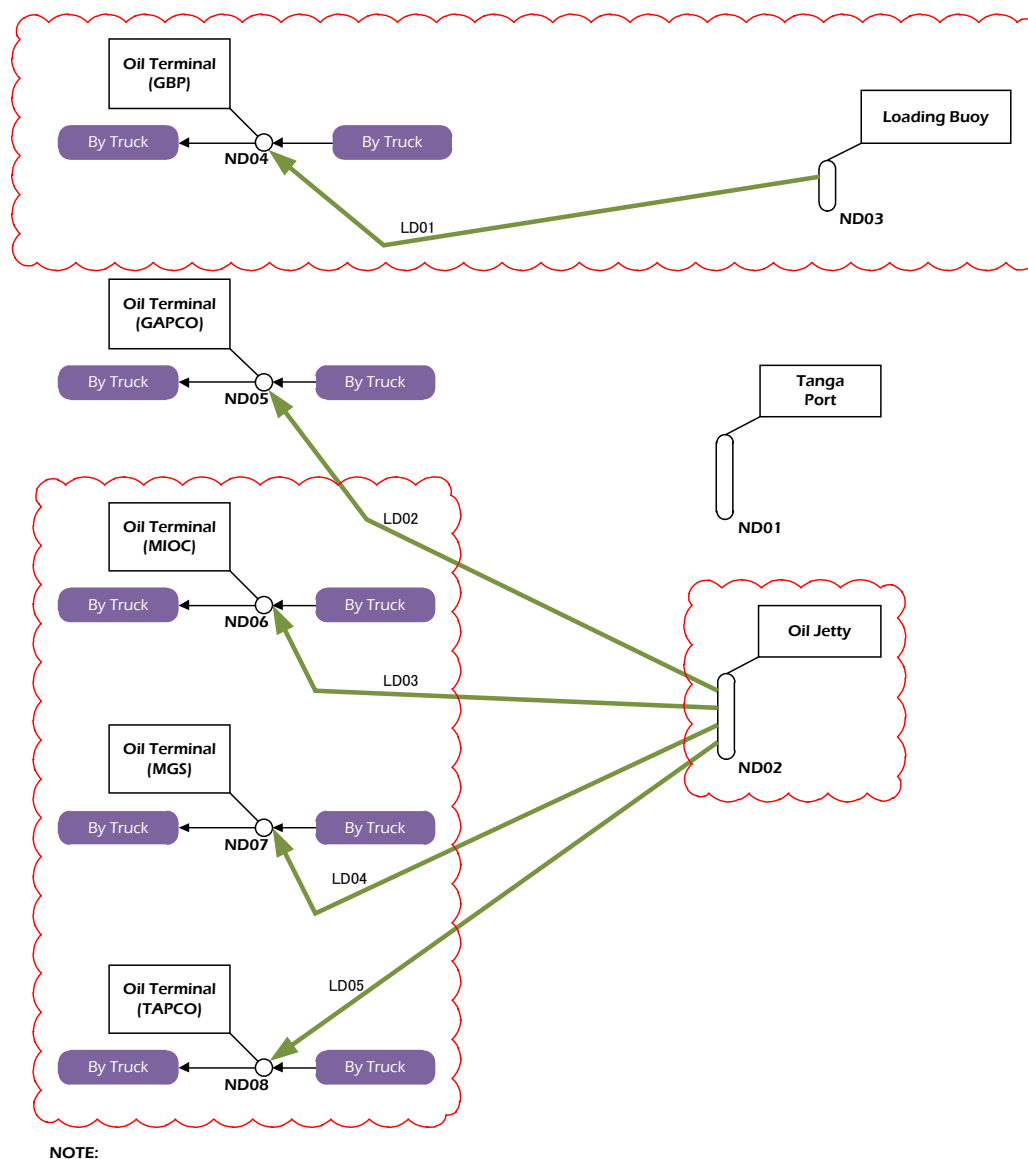 Oil Terminal
(GBP)
Loading Buoy
By Truck
By Truck
ND04
ND03
LD01
Oil Terminal
(GAPCO)
By Truck
By Truck
ND05
Tanga
Port
ND01
LD02
Oil Terminal
(MIOC)
By Truck
By Truck
ND06
Oil Jetty
LD03
ND02
Oil Terminal
(MGS)
By Truck
By Truck
ND07
LD04
Oil Terminal
(TAPCO)
LD05
By Truck
By Truck
ND08
NOTE: